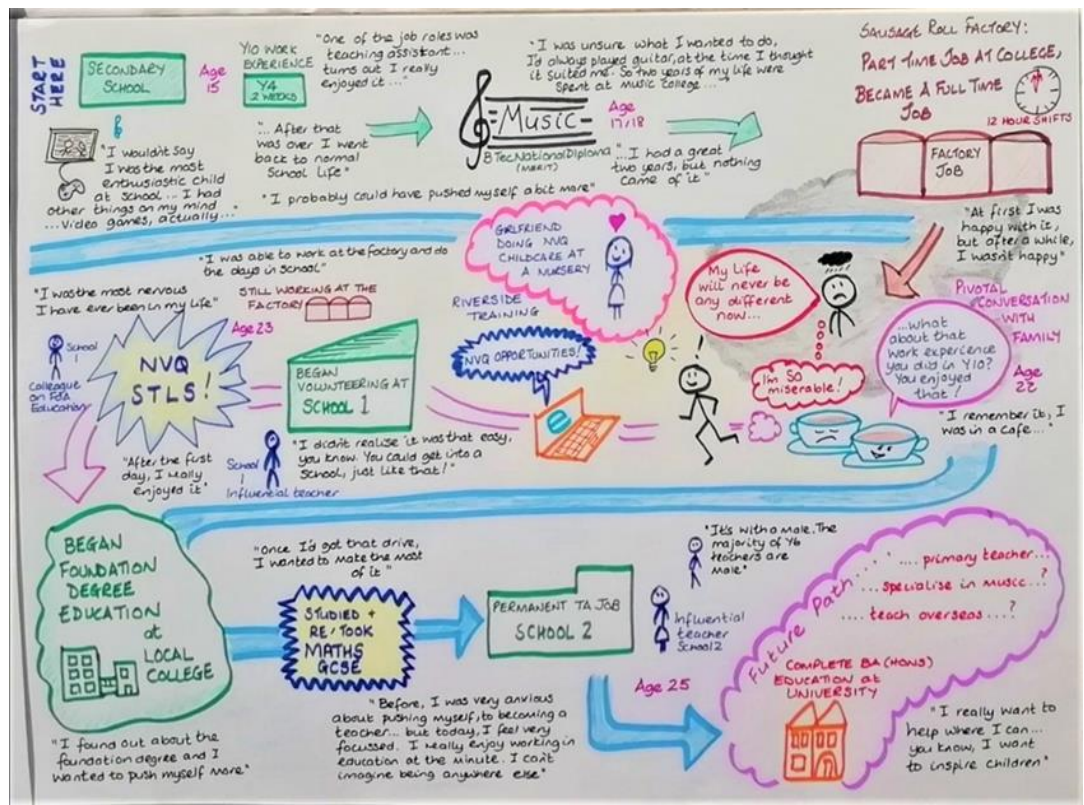 START
HERE
SECONDARY
SCHOOL
Age
15
Y10 WORK
EXPERIENCE
Y4
2 WEEKS
"One of the job roles was
teaching assistant...
turns out I really
enjoyed it..."
"... After that
was over I went
back to normal
School Life"
"I wouldn't say
I was the most
enthusiastic child
at school... I had
other things on my mind
... Video games, actually..."
"I was unsure what I wanted to do,
I'd always played guitar, at the time I thought
it suited me. So two years of my life were
spent at music college..."
Music
Age
17/18
BTec National Diploma
(MERIT)
"...I had a great
two years, but nothing
came of it"
"I probably could have pushed myself a bit more"
SAUSAGE ROLL FACTORY:
PART TIME JOB AT COLLEGE,
BECAME A FULL TIME
JOB
12 HOUR SHIFTS
FACTORY
JOB
"At first I was
happy with it,
but after a while,
I wasn't happy"
PIVOTAL
CONVERSATION
WITH
FAMILY
Age
22
...what
about that
work experience
you did in Y10?
You enjoyed
that!
"I remember it, I
was in a cafe..."
My Life
will never be
any different
now...
I'm SO
miserable!
GIRLFRIEND
DOING NVQ
CHILDCARE AT
A NURSERY
RIVERSIDE
TRAINING
NVQ OPPORTUNITIES!
"I was able to work at the factory and do
the days in school"
STILL WORKING AT THE
FACTORY
BEGAN
VOLUNTEERING AT
SCHOOL 1
"I didn't realise it was that easy,
you know. You could get into a
School, just like that!"
School
1
Influential teacher
"I was the most nervous
I have ever been in my life"
Age 23
NVQ
STLS!
School
1
Colleague
on FdA
Education
"After the first
day, I really
enjoyed it"
BEGAN
FOUNDATION
DEGREE
EDUCATION
at
LOCAL
COLLEGE
"I found out about the
foundation degree and I
wanted to push myself more"
"Once I'd got that drive,
I wanted to make the most
of it"
STUDIED +
RE/TOOK
MATHS
GCSE
"Before, I was very anxious
about pushing myself, to becoming a
teacher... but today, I feel very
focussed. I really enjoy working in
education at the minute. I can't
imagine being anywhere else"
PERMANENT TA JOB
SCHOOL 2
"It's with a male. The
majority of Y6
teachers are
male"
Influential
teacher
School 2
Age 25
Future Path...
.... primary teacher...
...specialise in music...?
.... teach overseas...?
COMPLETE BA (HONS)
EDUCATION at
UNIVERSITY
"I really want to
help where I can...
you know, I want
to inspire children"